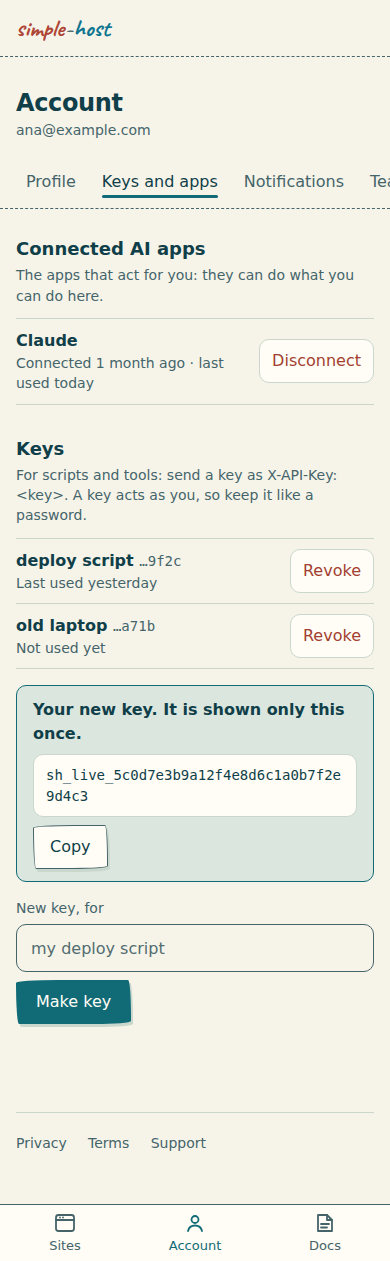 simple-host
Account
ana@example.com
Profile Keys and apps Notifications
Connected AI apps
The apps that act for you: they can do what you
can do here.
Claude
Connected 1 month ago · last
used today
Disconnect
Keys
For scripts and tools: send a key as X-API-Key:
<key>. A key acts as you, so keep it like a
password.
deploy script …9f2c
Last used yesterday
Revoke
old laptop …a71b
Not used yet
Revoke
Your new key. It is shown only this
once.
sh_live_5c0d7e3b9a12f4e8d6c1a0b7f2e
9d4c3
Copy
New key, for
my deploy script
Make key
Privacy Terms Support
Sites Account Docs